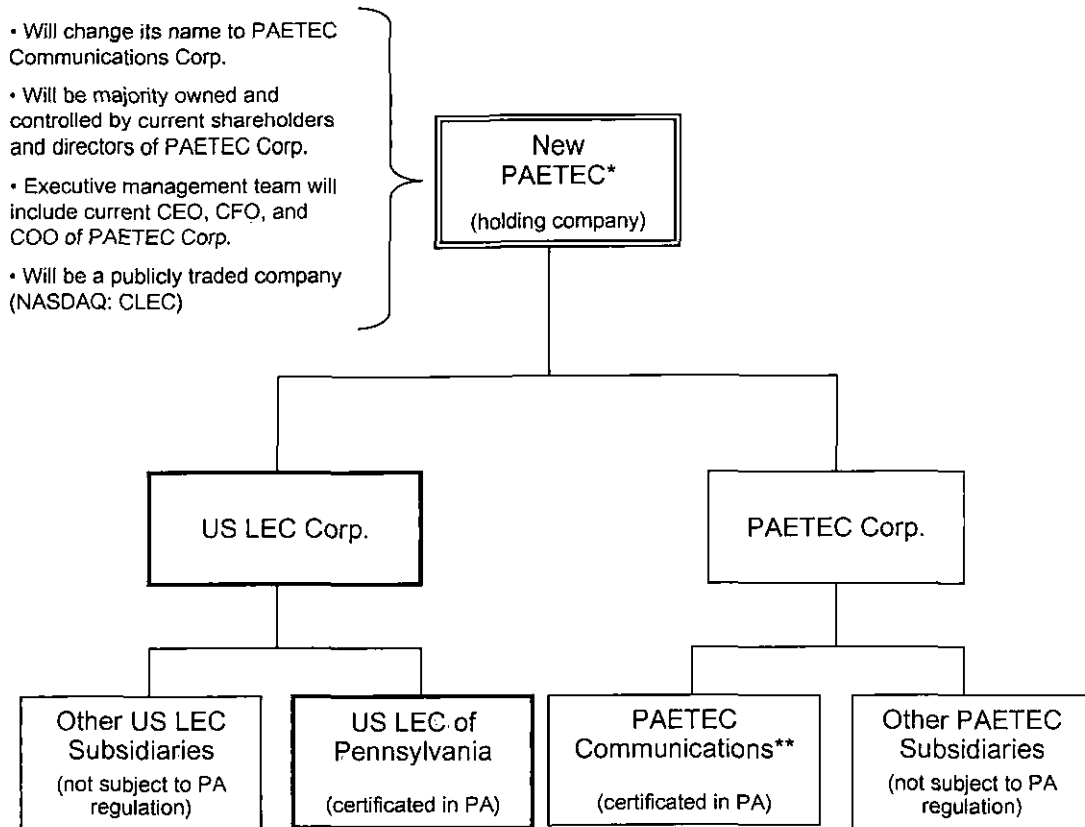 • Will change its name to PAETEC
Communications Corp.
• Will be majority owned and
controlled by current shareholders
and directors of PAETEC Corp.
• Executive management team will
include current CEO, CFO, and
COO of PAETEC Corp.
• Will be a publicly traded company
(NASDAQ: CLEC)
New
PAETEC*
(holding company)
US LEC Corp.
PAETEC Corp.
Other US LEC
Subsidiaries
(not subject to PA
regulation)
US LEC of
Pennsylvania
(certificated in PA)
PAETEC
Communications**
(certificated in PA)
Other PAETEC
Subsidiaries
(not subject to PA
regulation)